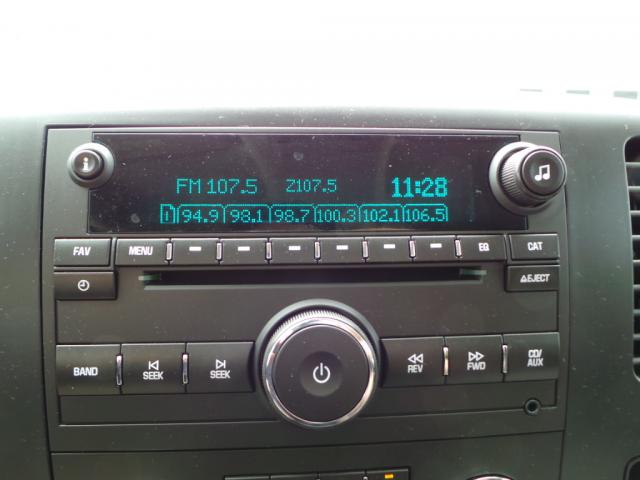 FM 107.5 Z107.5 11:28
1 94.9 98.1 98.7 100.3 102.1 106.5
FAV MENU EQ CAT
EJECT
BAND SEEK SEEK REV FWD CD/
AUX